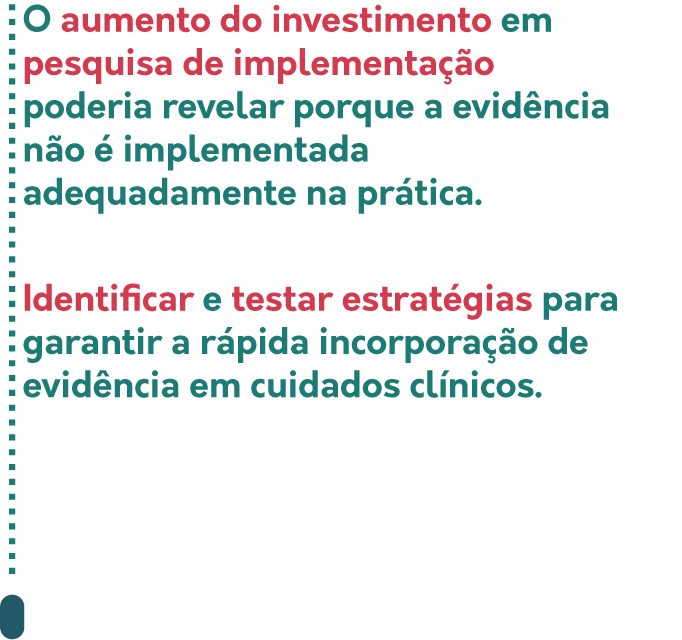 O aumento do investimento em
pesquisa de implementação
poderia revelar porque a evidência
não é implementada
adequadamente na prática.
Identificar e testar estratégias para
garantir a rápida incorporação de
evidência em cuidados clínicos.